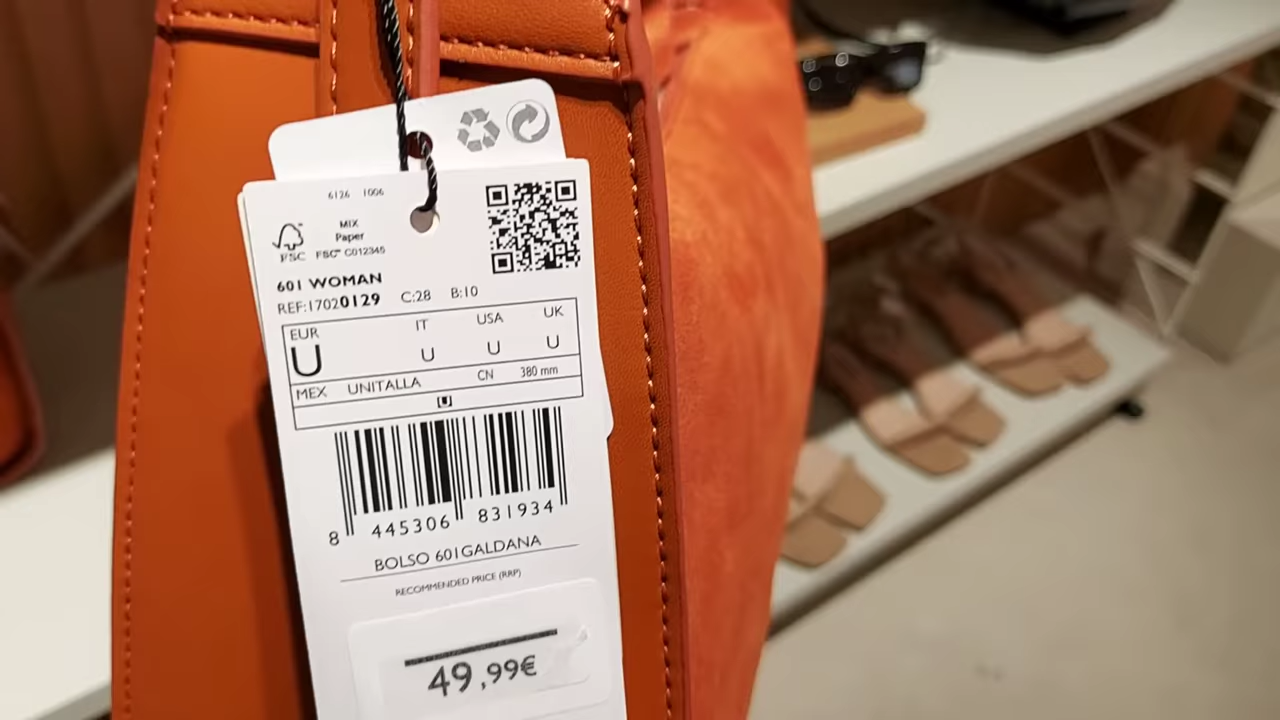 6126 1006
FSC
MIX
Paper
FSC™ C012345
601 WOMAN
REF:17020129 C:28 B:10
EUR IT USA UK
U U U U
MEX UNITALLA CN 380 mm
U
8 445306 831934
BOLSO 601GALDANA
RECOMMENDED PRICE (RRP)
49,99€